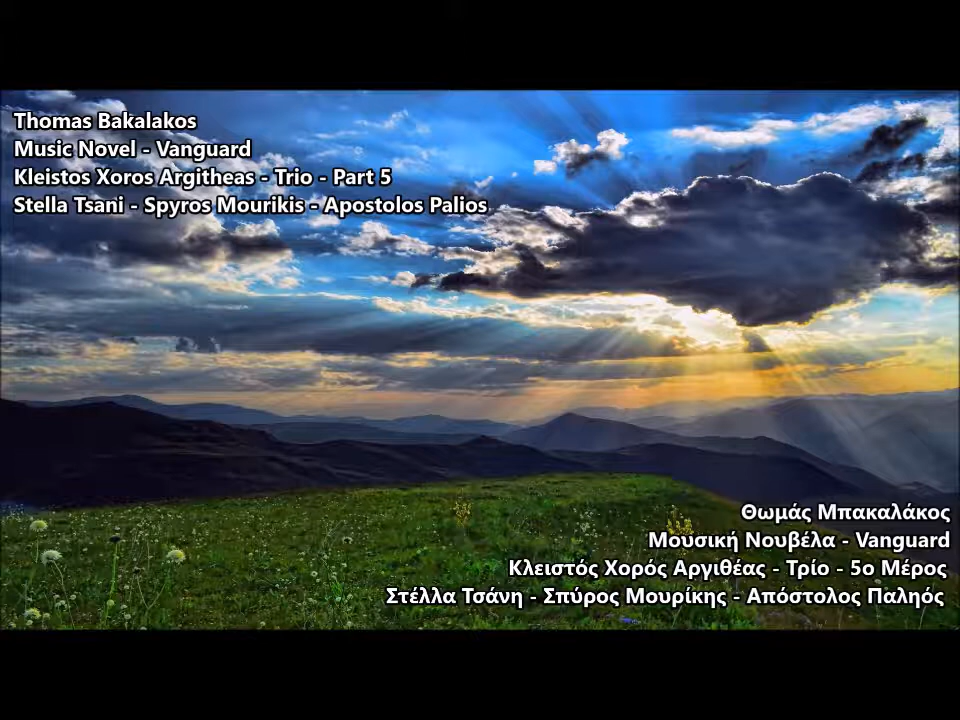 Thomas Bakalakos
Music Novel - Vanguard
Kleistos Xoros Argitheas - Trio - Part 5
Stella Tsani - Spyros Mourikis - Apostolos Palios
Θωμάς Μπακαλάκος
Μουσική Νουβέλα - Vanguard
Κλειστός Χορός Αργιθέας - Τρίο - 5ο Μέρος
Στέλλα Τσάνη - Σπύρος Μουρίκης - Απόστολος Παληός